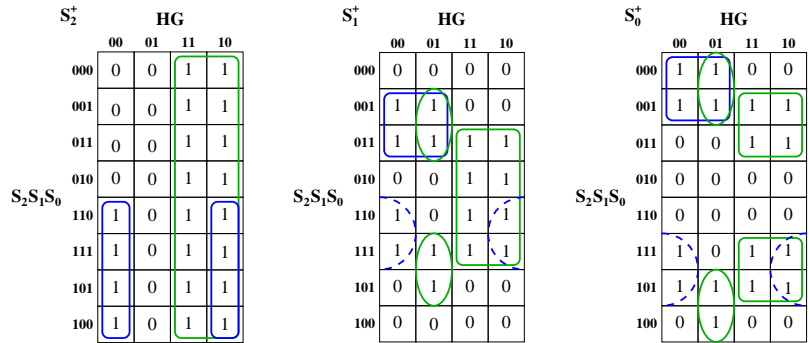 S₂⁺ HG
00 01 11 10
000 0 0 1 1
001 0 0 1 1
011 0 0 1 1
010 0 0 1 1
S₂S₁S₀
110 1 0 1 1
111 1 0 1 1
101 1 0 1 1
100 1 0 1 1
S₁⁺ HG
00 01 11 10
000 0 0 0 0
001 1 1 0 0
011 1 1 1 1
010 0 0 1 1
S₂S₁S₀
110 1 0 1 1
111 1 1 1 1
101 0 1 0 0
100 0 0 0 0
S₀⁺ HG
00 01 11 10
000 1 1 0 0
001 1 1 1 1
011 0 0 1 1
010 0 0 0 0
S₂S₁S₀
110 0 0 0 0
111 1 0 1 1
101 1 1 1 1
100 0 1 0 0